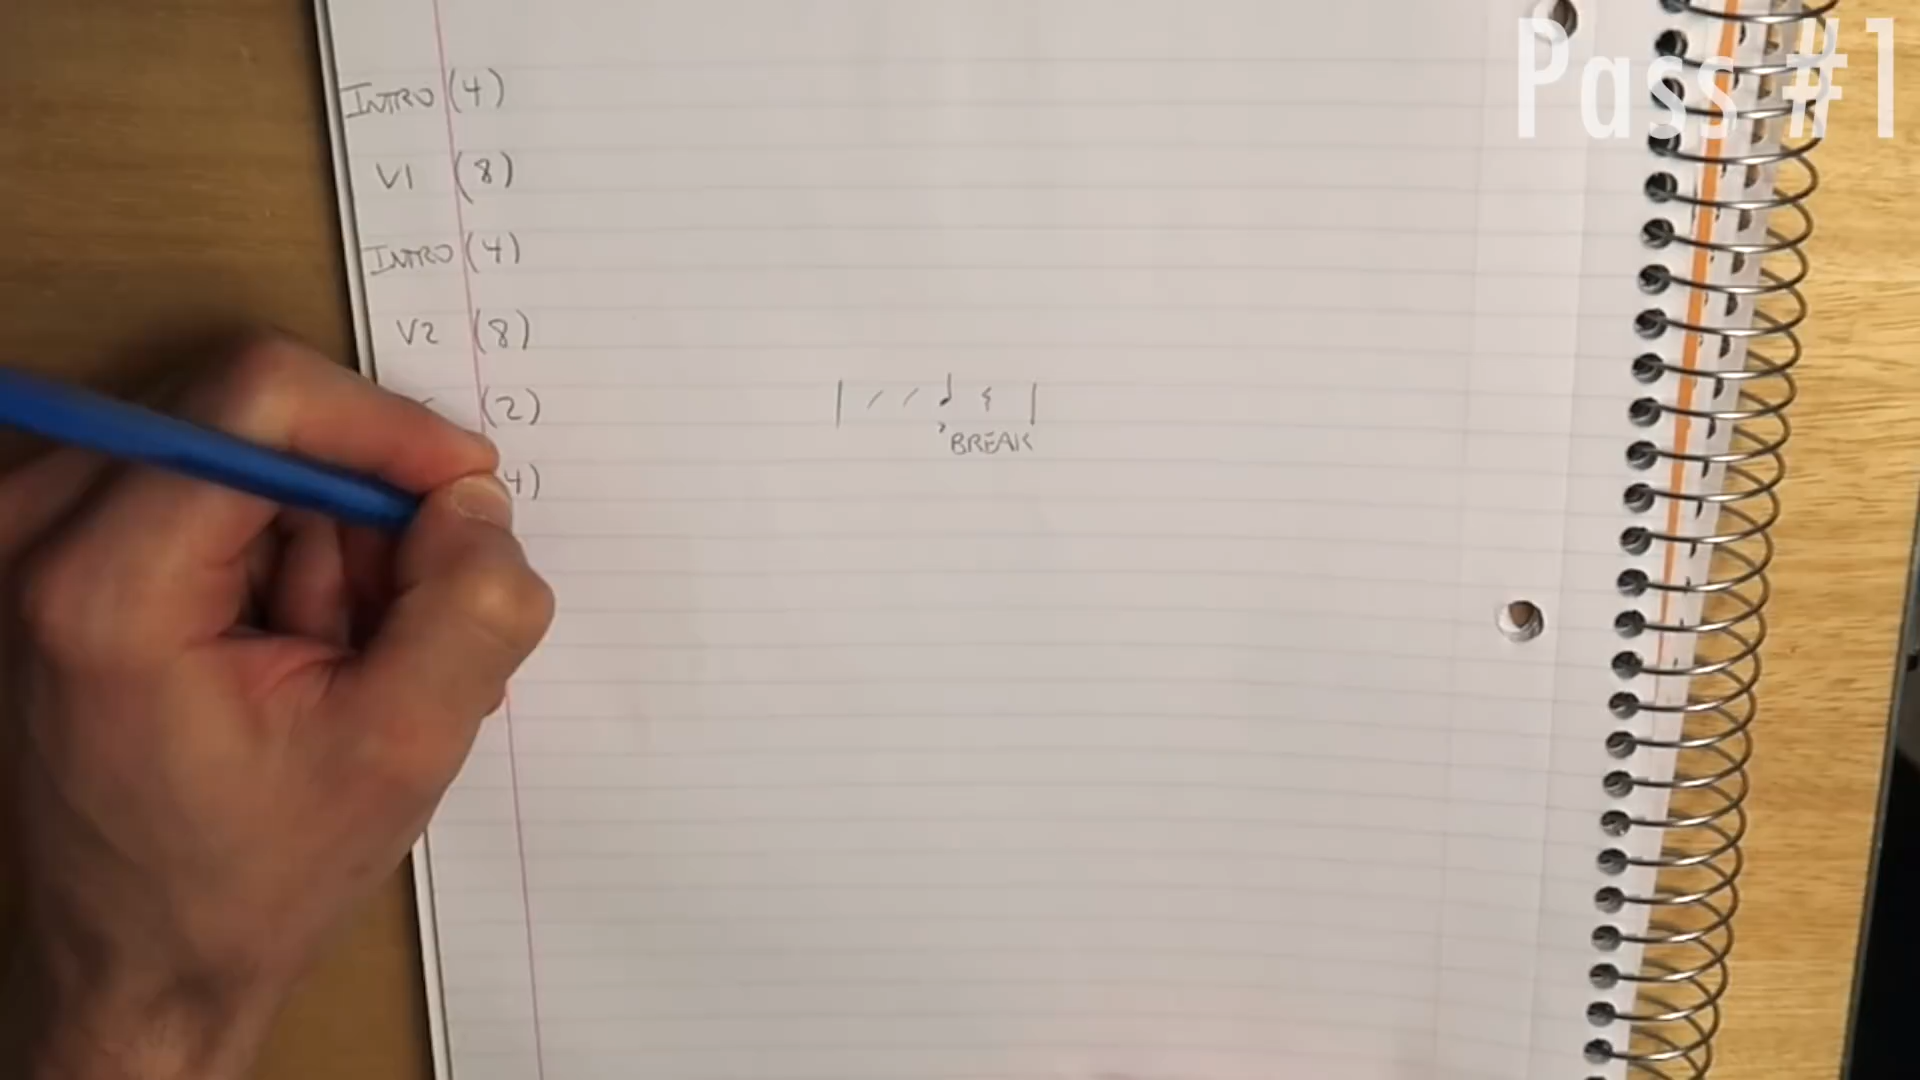 Pass #1
INTRO (4)
V1 (8)
INTRO (4)
V2 (8)
(2)
4)
BREAK